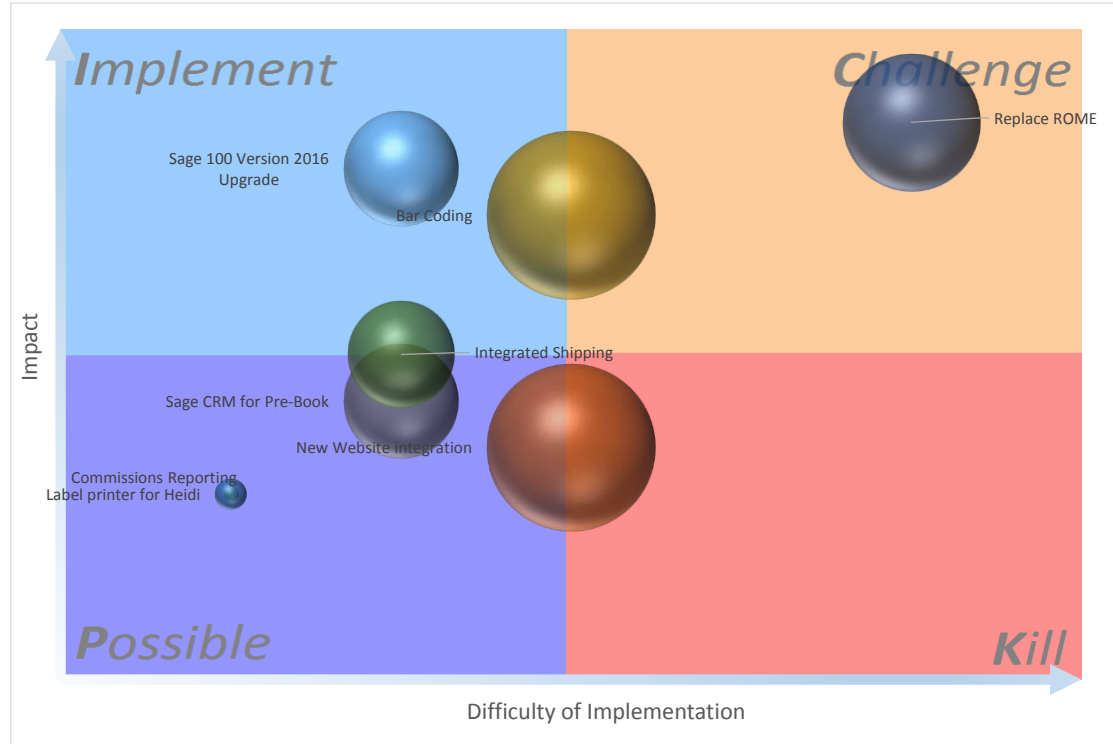 Implement
Challenge
Replace ROME
Sage 100 Version 2016
Upgrade
Bar Coding
Impact
Integrated Shipping
Sage CRM for Pre-Book
New Website integration
Commissions Reporting
Label printer for Heidi
Possible
Kill
Difficulty of Implementation